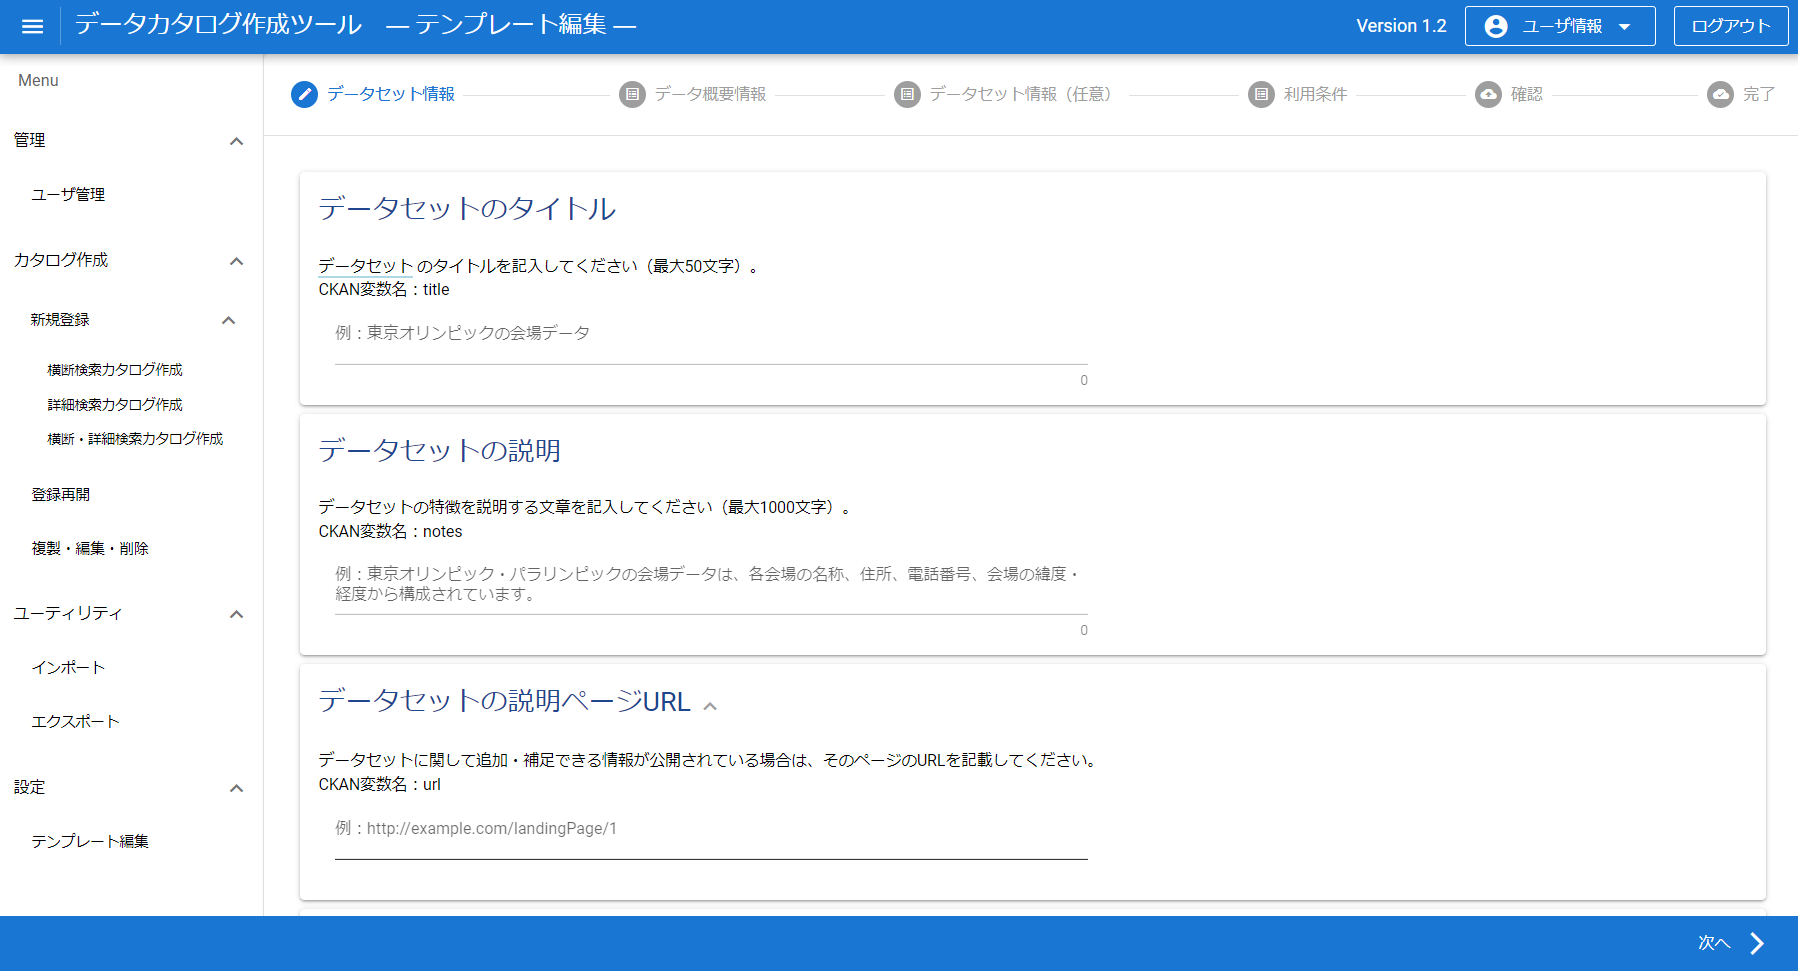 データカタログ作成ツール ― テンプレート編集 ―
Version 1.2
ユーザ情報
ログアウト
Menu
管理
ユーザ管理
カタログ作成
新規登録
横断検索カタログ作成
詳細検索カタログ作成
横断・詳細検索カタログ作成
登録再開
複製・編集・削除
ユーティリティ
インポート
エクスポート
設定
テンプレート編集
データセット情報
データ概要情報
データセット情報（任意）
利用条件
確認
完了
データセットのタイトル
データセット のタイトルを記入してください（最大50文字）。
CKAN変数名：title
例：東京オリンピックの会場データ
0
データセットの説明
データセットの特徴を説明する文章を記入してください（最大1000文字）。
CKAN変数名：notes
例：東京オリンピック・パラリンピックの会場データは、各会場の名称、住所、電話番号、会場の緯度・
経度から構成されています。
0
データセットの説明ページURL
データセットに関して追加・補足できる情報が公開されている場合は、そのページのURLを記載してください。
CKAN変数名：url
例：http://example.com/landingPage/1
次へ